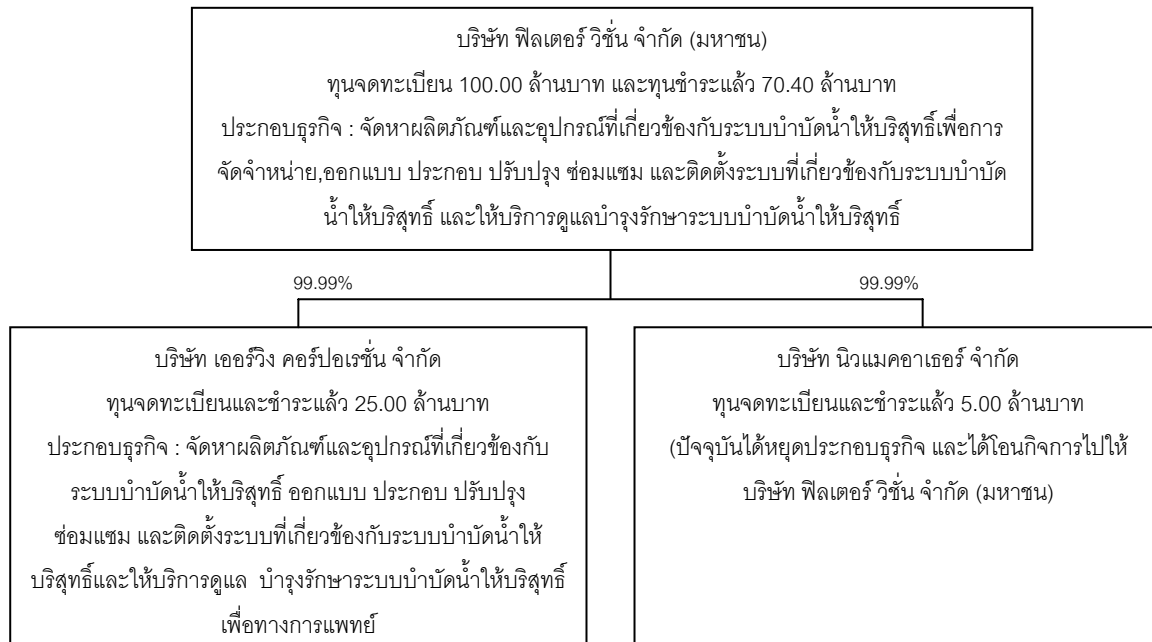 บริษัท ฟิลเตอร์ วิชั่น จำกัด (มหาชน)
ทุนจดทะเบียน 100.00 ล้านบาท และทุนชำระแล้ว 70.40 ล้านบาท
ประกอบธุรกิจ : จัดหาผลิตภัณฑ์และอุปกรณ์ที่เกี่ยวข้องกับระบบบำบัดน้ำให้บริสุทธิ์เพื่อการ
จัดจำหน่าย,ออกแบบ ประกอบ ปรับปรุง ซ่อมแซม และติดตั้งระบบที่เกี่ยวข้องกับระบบบำบัด
น้ำให้บริสุทธิ์ และให้บริการดูแลบำรุงรักษาระบบบำบัดน้ำให้บริสุทธิ์
99.99%
99.99%
บริษัท เออร์วิง คอร์ปอเรชั่น จำกัด
ทุนจดทะเบียนและชำระแล้ว 25.00 ล้านบาท
ประกอบธุรกิจ : จัดหาผลิตภัณฑ์และอุปกรณ์ที่เกี่ยวข้องกับ
ระบบบำบัดน้ำให้บริสุทธิ์ ออกแบบ ประกอบ ปรับปรุง
ซ่อมแซม และติดตั้งระบบที่เกี่ยวข้องกับระบบบำบัดน้ำให้
บริสุทธิ์และให้บริการดูแล บำรุงรักษาระบบบำบัดน้ำให้บริสุทธิ์
เพื่อทางการแพทย์
บริษัท นิวแมคอาเธอร์ จำกัด
ทุนจดทะเบียนและชำระแล้ว 5.00 ล้านบาท
(ปัจจุบันได้หยุดประกอบธุรกิจ และได้โอนกิจการไปให้
บริษัท ฟิลเตอร์ วิชั่น จำกัด (มหาชน)